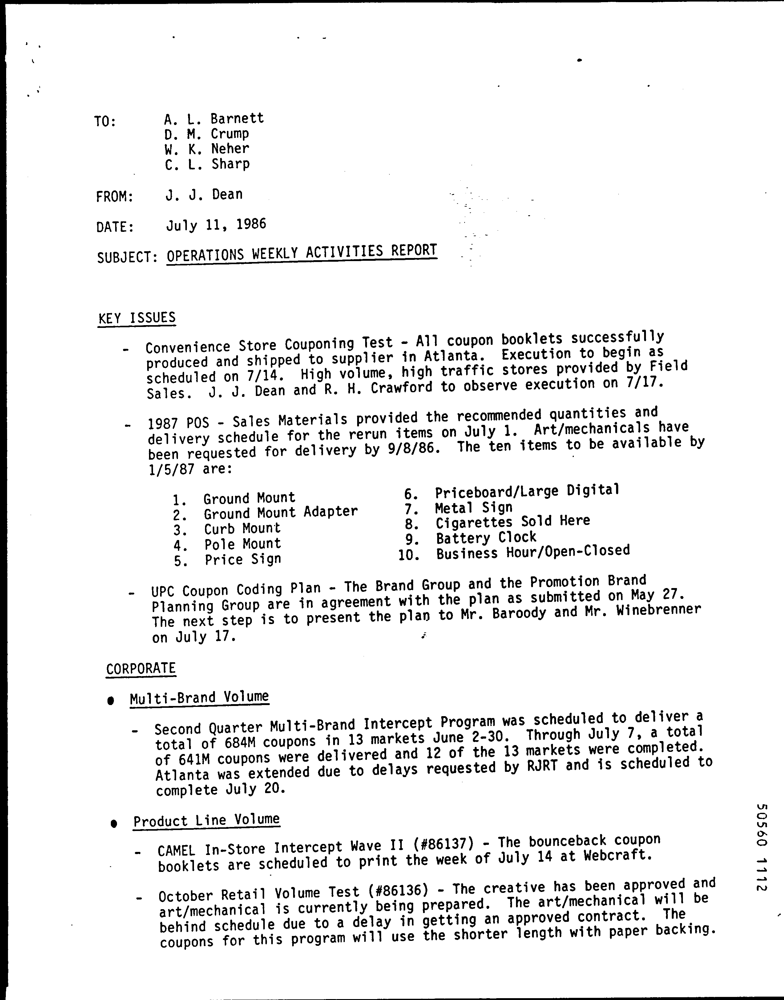 TO: A. L. Barnett
D. M. Crump
W. K. Neher
C. L. Sharp
FROM: J. J. Dean
DATE: July 11, 1986
SUBJECT: OPERATIONS WEEKLY ACTIVITIES REPORT
KEY ISSUES
- Convenience Store Couponing Test - All coupon booklets successfully
produced and shipped to supplier in Atlanta. Execution to begin as
scheduled on 7/14. High volume, high traffic stores provided by Field
Sales. J. J. Dean and R. H. Crawford to observe execution on 7/17.
- 1987 POS - Sales Materials provided the recommended quantities and
delivery schedule for the rerun items on July 1. Art/mechanicals have
been requested for delivery by 9/8/86. The ten items to be available by
1/5/87 are:
1. Ground Mount
2. Ground Mount Adapter
3. Curb Mount
4. Pole Mount
5. Price Sign
6. Priceboard/Large Digital
7. Metal Sign
8. Cigarettes Sold Here
9. Battery Clock
10. Business Hour/Open-Closed
- UPC Coupon Coding Plan - The Brand Group and the Promotion Brand
Planning Group are in agreement with the plan as submitted on May 27.
The next step is to present the plan to Mr. Baroody and Mr. Winebrenner
on July 17.
CORPORATE
● Multi-Brand Volume
- Second Quarter Multi-Brand Intercept Program was scheduled to deliver a
total of 684M coupons in 13 markets June 2-30. Through July 7, a total
of 641M coupons were delivered and 12 of the 13 markets were completed.
Atlanta was extended due to delays requested by RJRT and is scheduled to
complete July 20.
● Product Line Volume
- CAMEL In-Store Intercept Wave II (#86137) - The bounceback coupon
booklets are scheduled to print the week of July 14 at Webcraft.
- October Retail Volume Test (#86136) - The creative has been approved and
art/mechanical is currently being prepared. The art/mechanical will be
behind schedule due to a delay in getting an approved contract. The
coupons for this program will use the shorter length with paper backing.
50560 1112